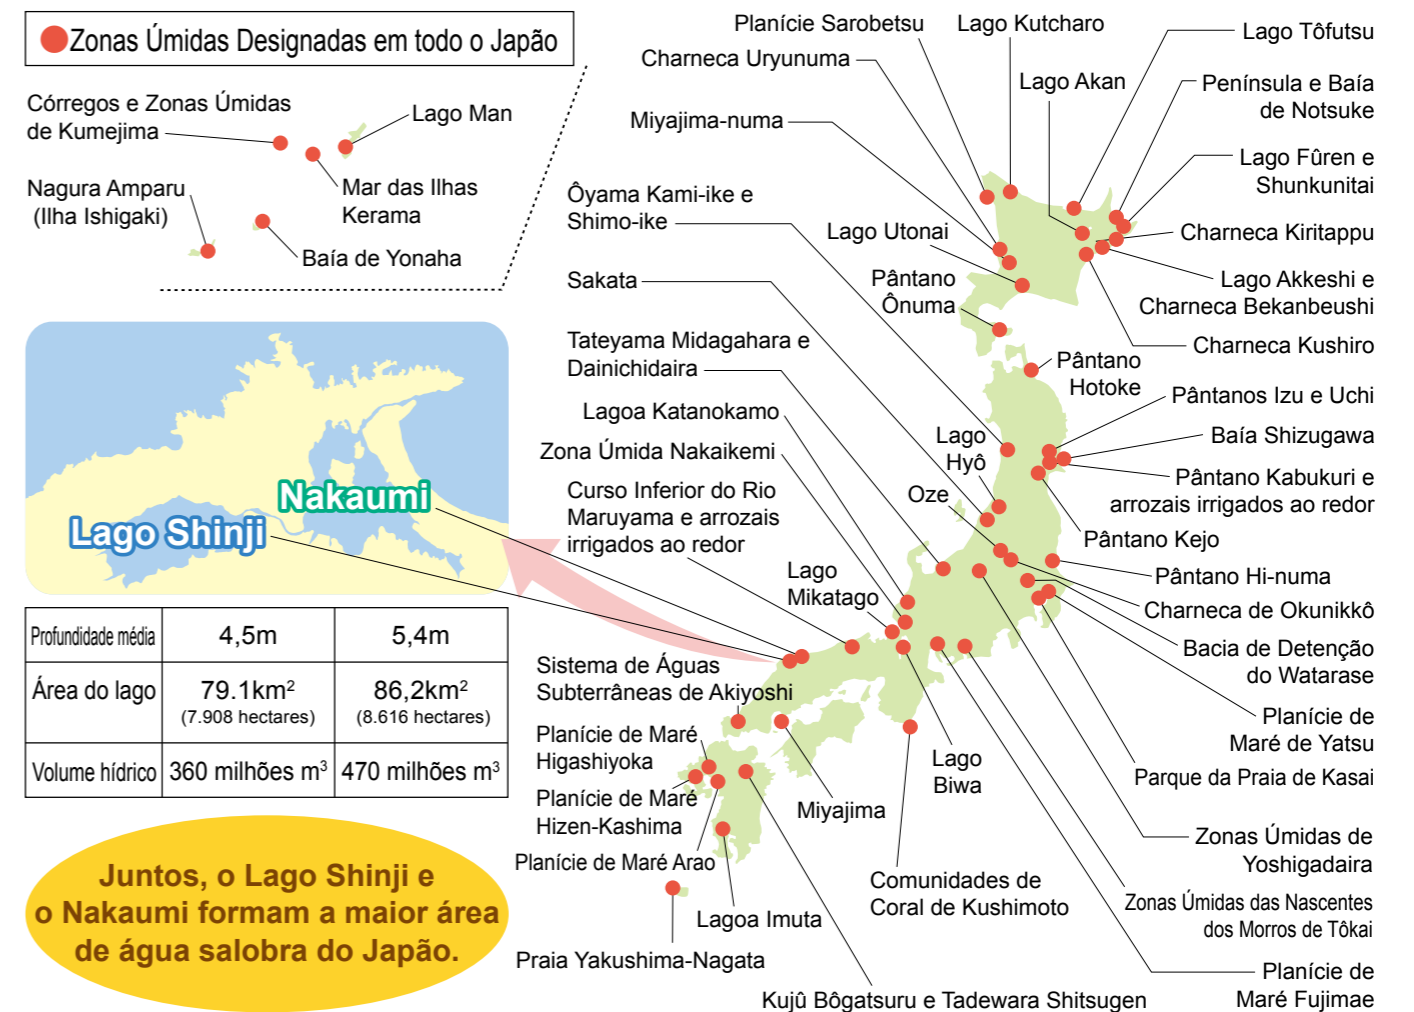 Zonas Úmidas Designadas em todo o Japão
Córregos e Zonas Úmidas
de Kumejima
Lago Man
Nagura Amparu
(Ilha Ishigaki)
Mar das Ilhas
Kerama
Baía de Yonaha
Planície Sarobetsu
Lago Kutcharo
Lago Tôfutsu
Charneca Uryunuma
Lago Akan
Península e Baía
de Notsuke
Miyajima-numa
Lago Fûren e
Shunkunitai
Ôyama Kami-ike e
Shimo-ike
Lago Utonai
Charneca Kiritappu
Sakata
Pântano
Ônuma
Lago Akkeshi e
Charneca Bekanbeushi
Tateyama Midagahara e
Dainichidaira
Charneca Kushiro
Pântano
Hotoke
Pântanos Izu e Uchi
Lagoa Katanokamo
Lago
Hyô
Baía Shizugawa
Zona Úmida Nakaikemi
Pântano Kabukuri e
arrozais irrigados ao redor
Curso Inferior do Rio
Maruyama e arrozais
irrigados ao redor
Oze
Pântano Kejo
Lago
Mikatago
Pântano Hi-numa
Charneca de Okunikkô
Bacia de Detenção
do Watarase
Nakaumi
Lago Shinji
Profundidade média
4,5m
5,4m
Área do lago
79.1km²
(7.908 hectares)
86,2km²
(8.616 hectares)
Volume hídrico
360 milhões m³
470 milhões m³
Sistema de Águas
Subterrâneas de Akiyoshi
Planície de Maré
Higashiyoka
Planície de Maré
Hizen-Kashima
Planície de Maré Arao
Miyajima
Lago
Biwa
Planície de
Maré de Yatsu
Parque da Praia de Kasai
Zonas Úmidas de
Yoshigadaira
Comunidades de
Coral de Kushimoto
Zonas Úmidas das Nascentes
dos Morros de Tôkai
Lagoa Imuta
Praia Yakushima-Nagata
Kujû Bôgatsuru e Tadewara Shitsugen
Planície de
Maré Fujimae
Juntos, o Lago Shinji e
o Nakaumi formam a maior área
de água salobra do Japão.